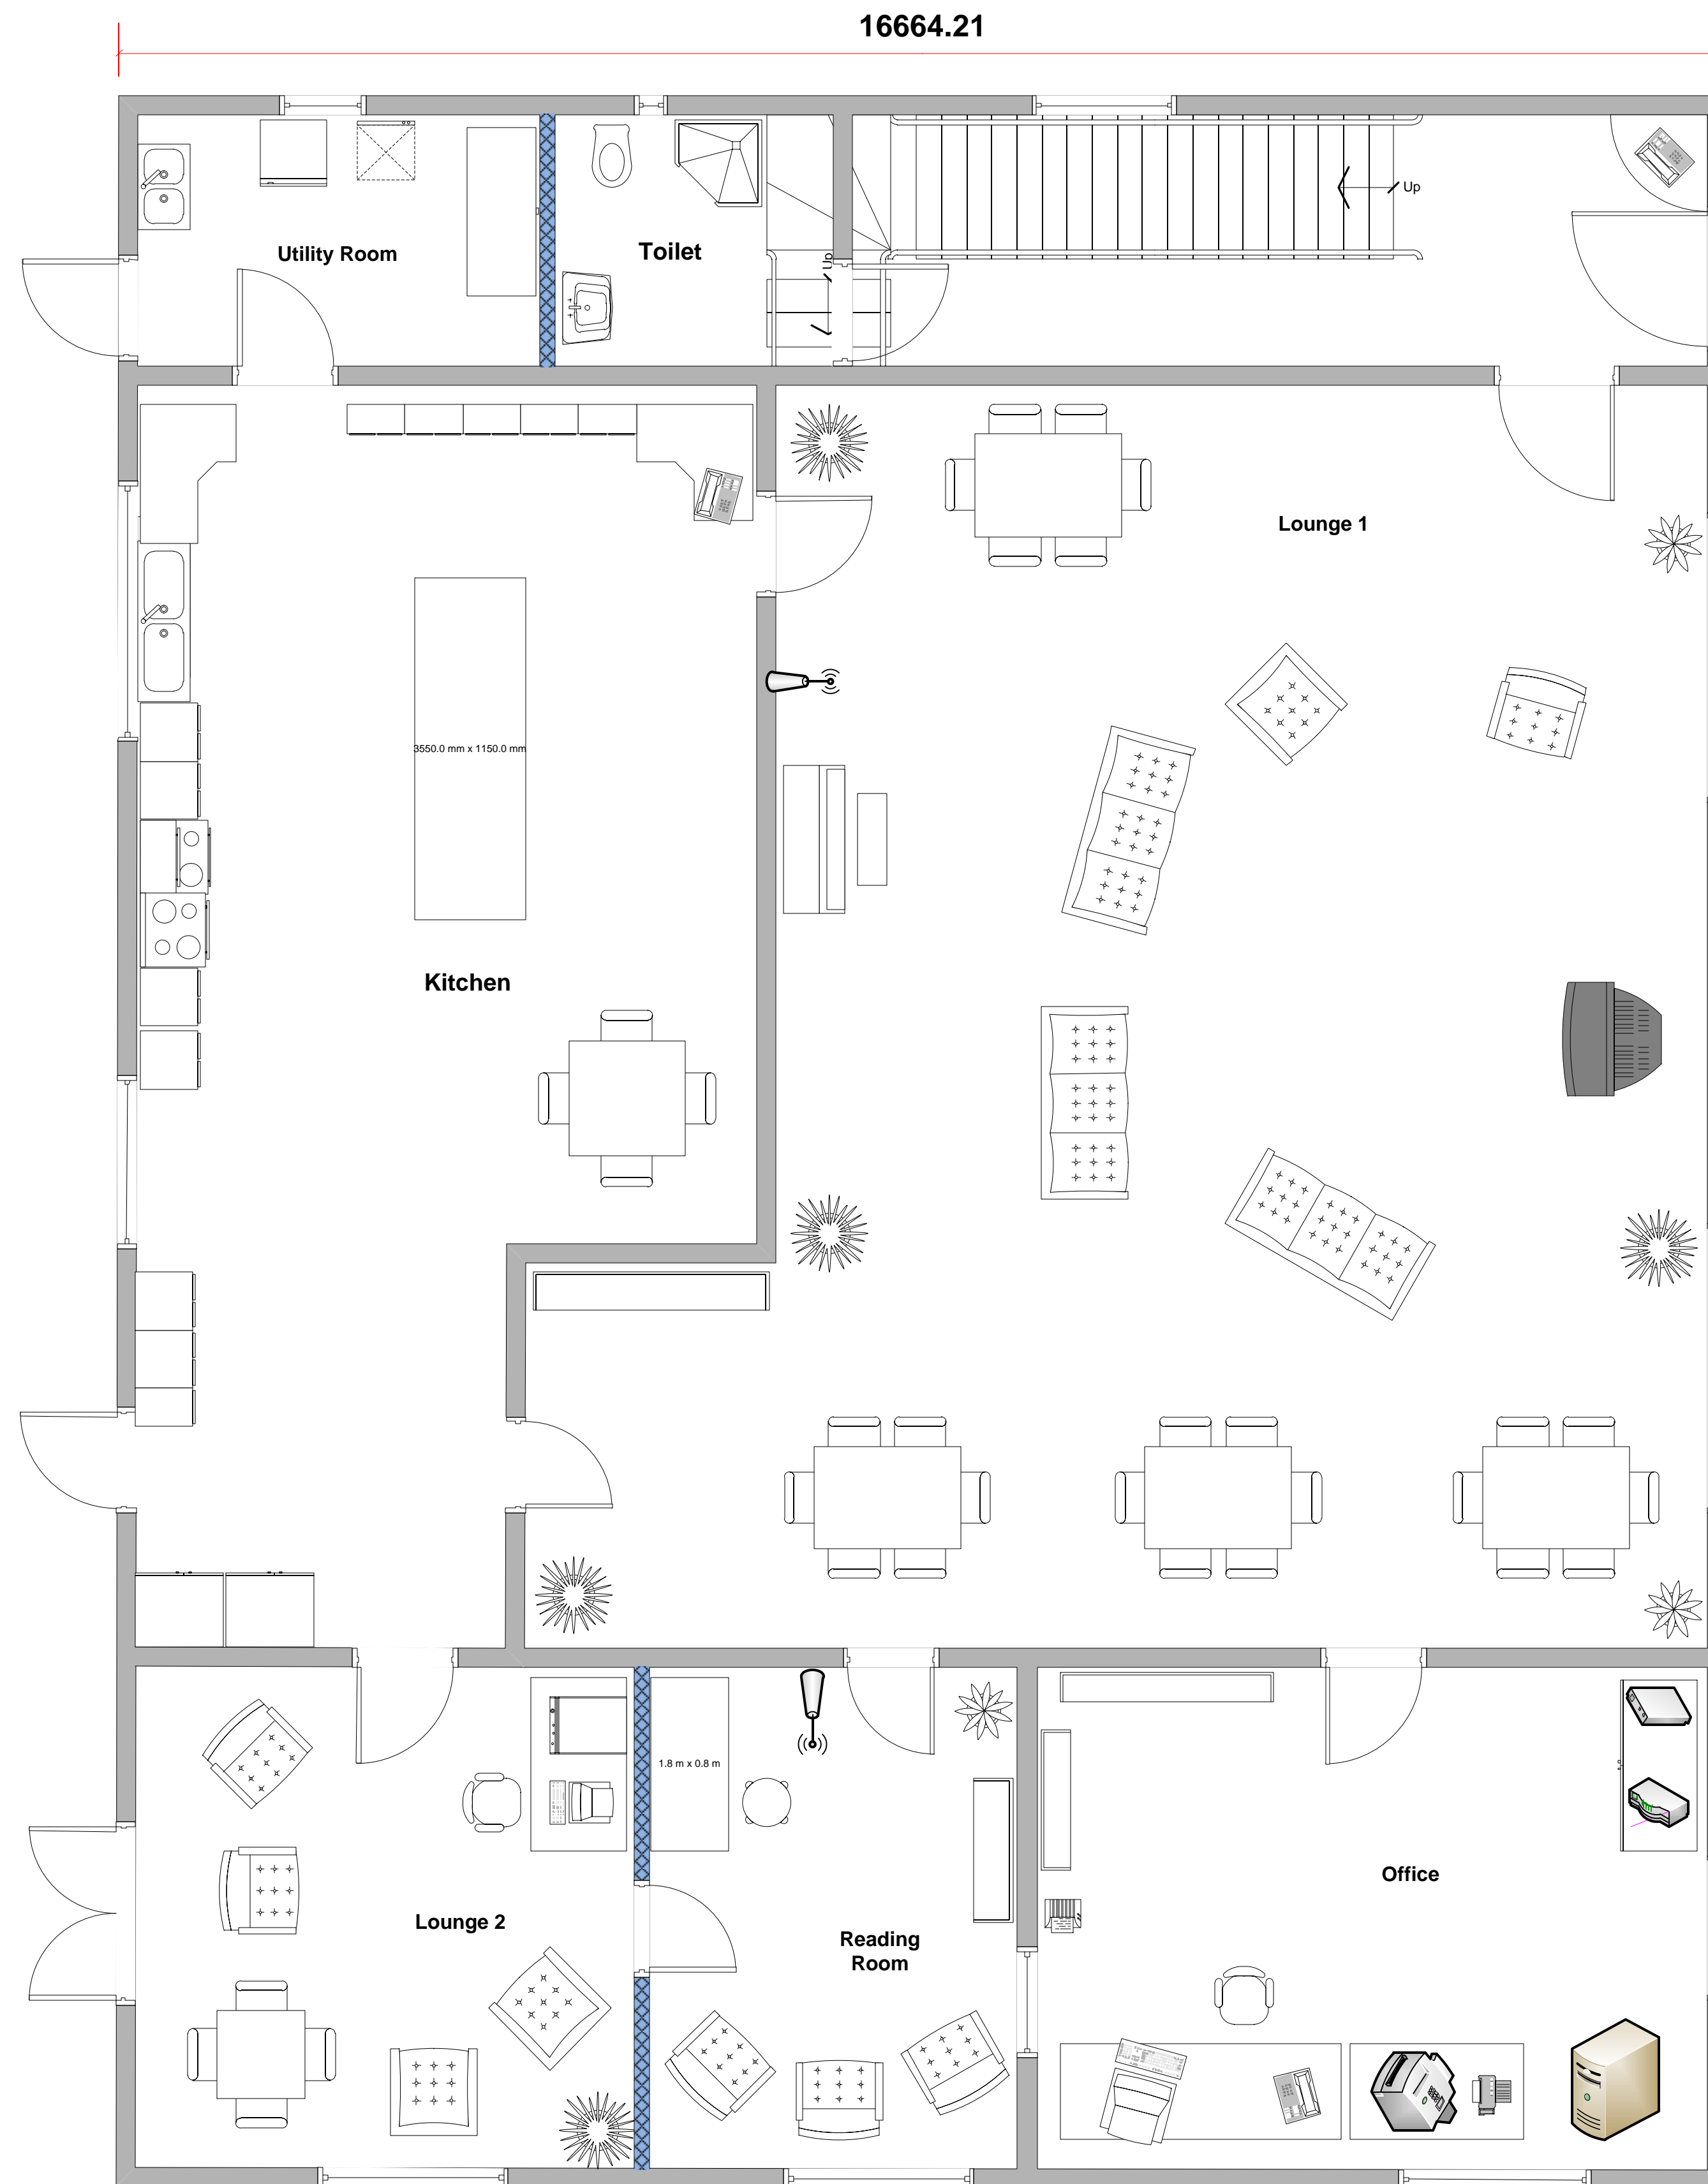 16664.21
Up
Utility Room
Toilet
Up
Lounge 1
3550.0 mm x 1150.0 mm
Kitchen
1.8 m x 0.8 m
Office
Lounge 2
Reading
Room